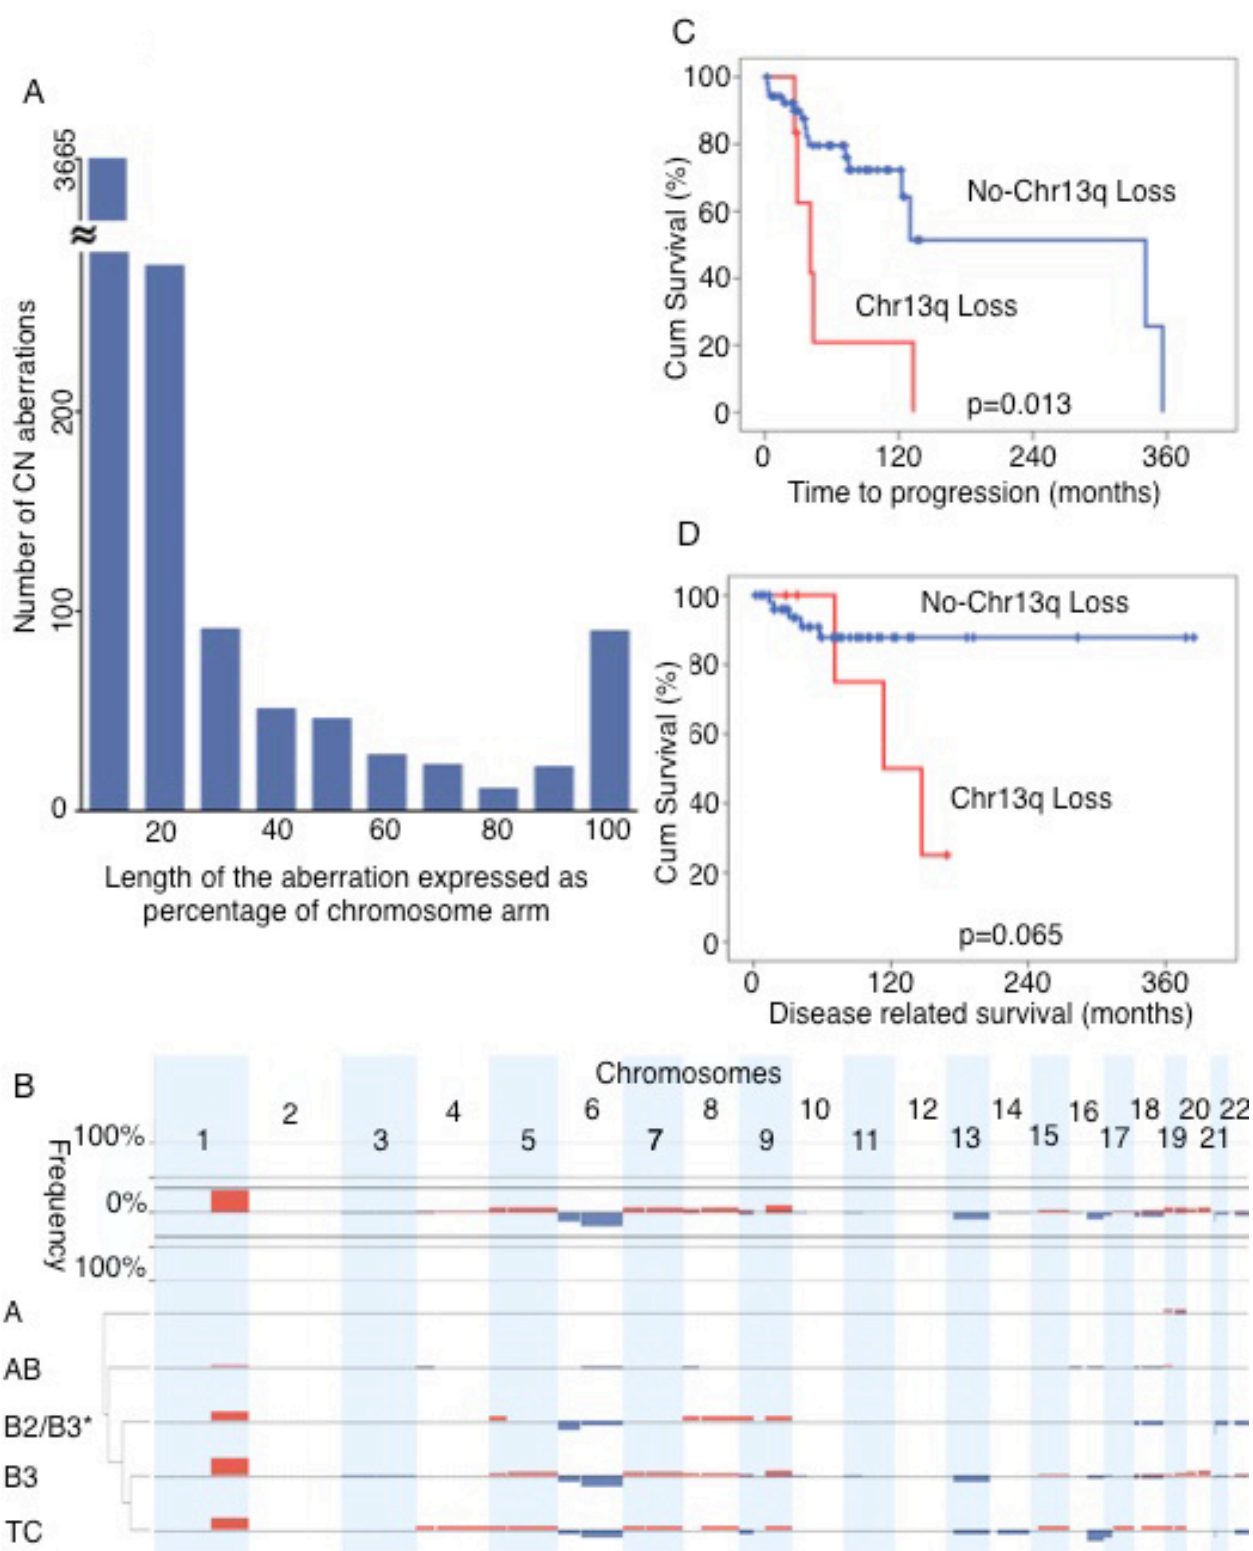 A
3665
200
100
0
Number of CN aberrations
20 40 60 80 100
Length of the aberration expressed as
percentage of chromosome arm
C
100
80
60
40
20
0
Cum Survival (%)
No-Chr13q Loss
Chr13q Loss
p=0.013
0 120 240 360
Time to progression (months)
D
100
80
60
40
20
0
Cum Survival (%)
No-Chr13q Loss
Chr13q Loss
p=0.065
0 120 240 360
Disease related survival (months)
B
Chromosomes
2 4 6 8 10 12 14 16 18 20 22
1 3 5 7 9 11 13 15 17 19 21
Frequency
100%
0%
100%
A
AB
B2/B3*
B3
TC